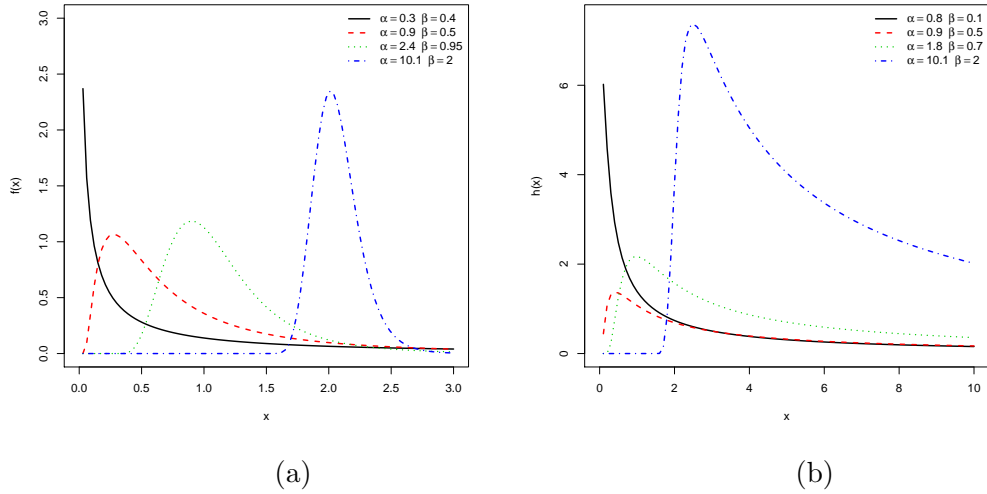 α = 0.3 β = 0.4
α = 0.9 β = 0.5
α = 2.4 β = 0.95
α = 10.1 β = 2
3.0
2.5
2.0
1.5
1.0
0.5
0.0
f(x)
0.0 0.5 1.0 1.5 2.0 2.5 3.0
x
(a)
α = 0.8 β = 0.1
α = 0.9 β = 0.5
α = 1.8 β = 0.7
α = 10.1 β = 2
6
4
2
0
h(x)
0 2 4 6 8 10
x
(b)